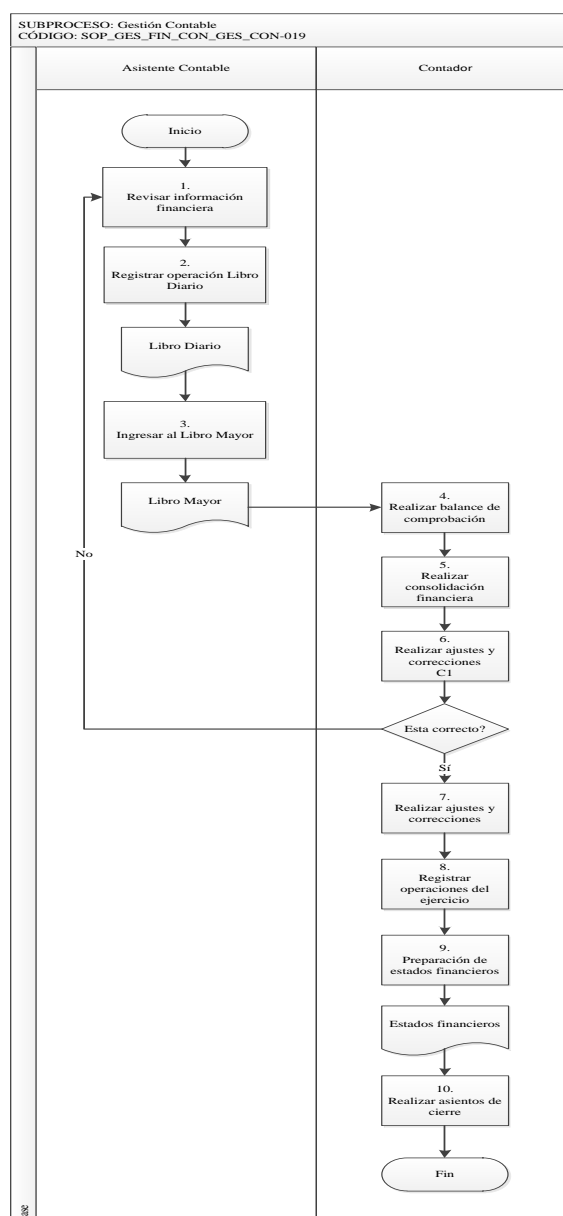 SUBPROCESO: Gestión Contable
CÓDIGO: SOP_GES_FIN_CON_GES_CON-019
Asistente Contable
Contador
Inicio
1.
Revisar información
financiera
2.
Registrar operación Libro
Diario
Libro Diario
3.
Ingresar al Libro Mayor
Libro Mayor
4.
Realizar balance de
comprobación
No
5.
Realizar
consolidación
financiera
6.
Realizar ajustes y
correcciones
C1
Esta correcto?
Sí
7.
Realizar ajustes y
correcciones
8.
Registrar
operaciones del
ejercicio
9.
Preparación de
estados financieros
Estados financieros
10.
Realizar asientos de
cierre
Fin